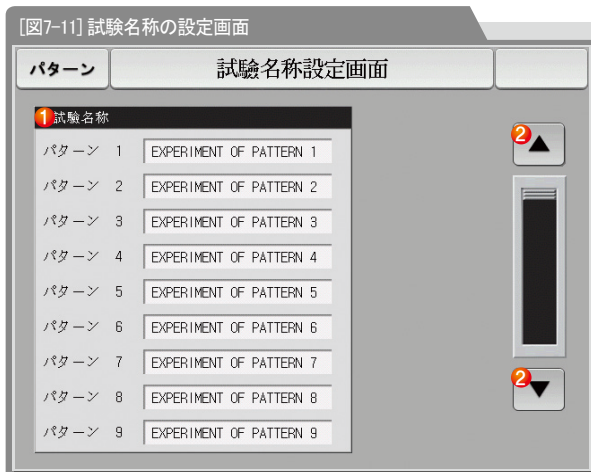 [図7-11] 試験名称の設定画面
パターン 試驗名称設定画面
1 試驗名称 2 ▲
パターン 1 EXPERIMENT OF PATTERN 1
パターン 2 EXPERIMENT OF PATTERN 2
パターン 3 EXPERIMENT OF PATTERN 3
パターン 4 EXPERIMENT OF PATTERN 4
パターン 5 EXPERIMENT OF PATTERN 5
パターン 6 EXPERIMENT OF PATTERN 6
パターン 7 EXPERIMENT OF PATTERN 7
パターン 8 EXPERIMENT OF PATTERN 8 2 ▼
パターン 9 EXPERIMENT OF PATTERN 9